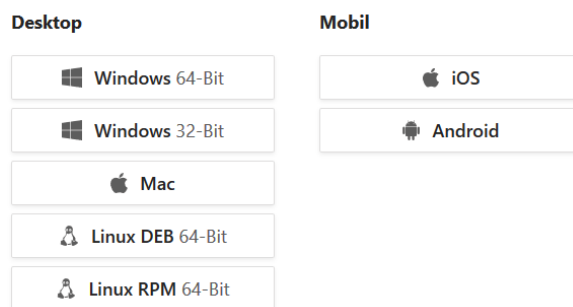 Desktop
Windows 64-Bit
Windows 32-Bit
Mac
Linux DEB 64-Bit
Linux RPM 64-Bit
Mobil
iOS
Android